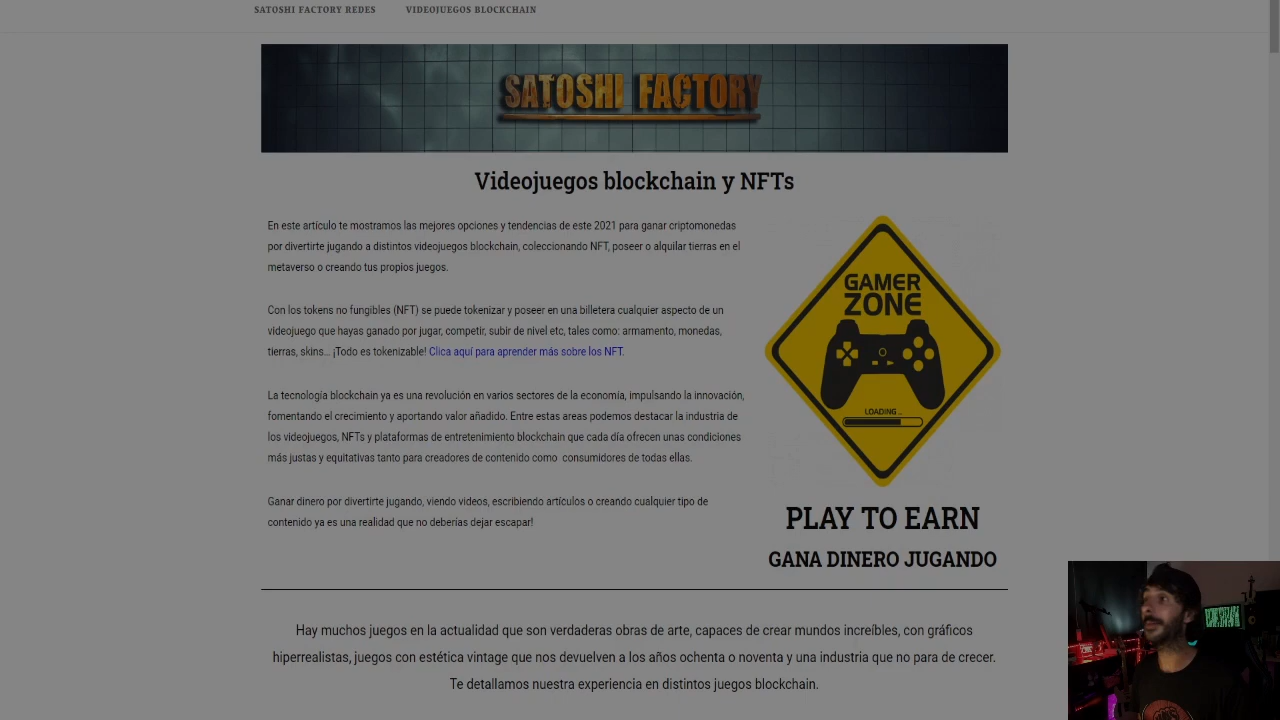 SATOSHI FACTORY REDES
VIDEOJUEGOS BLOCKCHAIN
SATOSHI FACTORY
Videojuegos blockchain y NFTs
En este artículo te mostramos las mejores opciones y tendencias de este 2021 para ganar criptomonedas
por divertirte jugando a distintos videojuegos blockchain, coleccionando NFT, poseer o alquilar tierras en el
metaverso o creando tus propios juegos.
Con los tokens no fungibles (NFT) se puede tokenizar y poseer en una billetera cualquier aspecto de un
videojuego que hayas ganado por jugar, competir, subir de nivel etc, tales como: armamento, monedas,
tierras, skins... ¡Todo es tokenizable! Clica aquí para aprender más sobre los NFT.
La tecnología blockchain ya es una revolución en varios sectores de la economía, impulsando la innovación,
fomentando el crecimiento y aportando valor añadido. Entre estas areas podemos destacar la industria de
los videojuegos, NFTs y plataformas de entretenimiento blockchain que cada día ofrecen unas condiciones
más justas y equitativas tanto para creadores de contenido como consumidores de todas ellas.
Ganar dinero por divertirte jugando, viendo videos, escribiendo artículos o creando cualquier tipo de
contenido ya es una realidad que no deberías dejar escapar!
GAMER
ZONE
LOADING...
PLAY TO EARN
GANA DINERO JUGANDO
Hay muchos juegos en la actualidad que son verdaderas obras de arte, capaces de crear mundos increíbles, con gráficos
hiperrealistas, juegos con estética vintage que nos devuelven a los años ochenta o noventa y una industria que no para de crecer.
Te detallamos nuestra experiencia en distintos juegos blockchain.